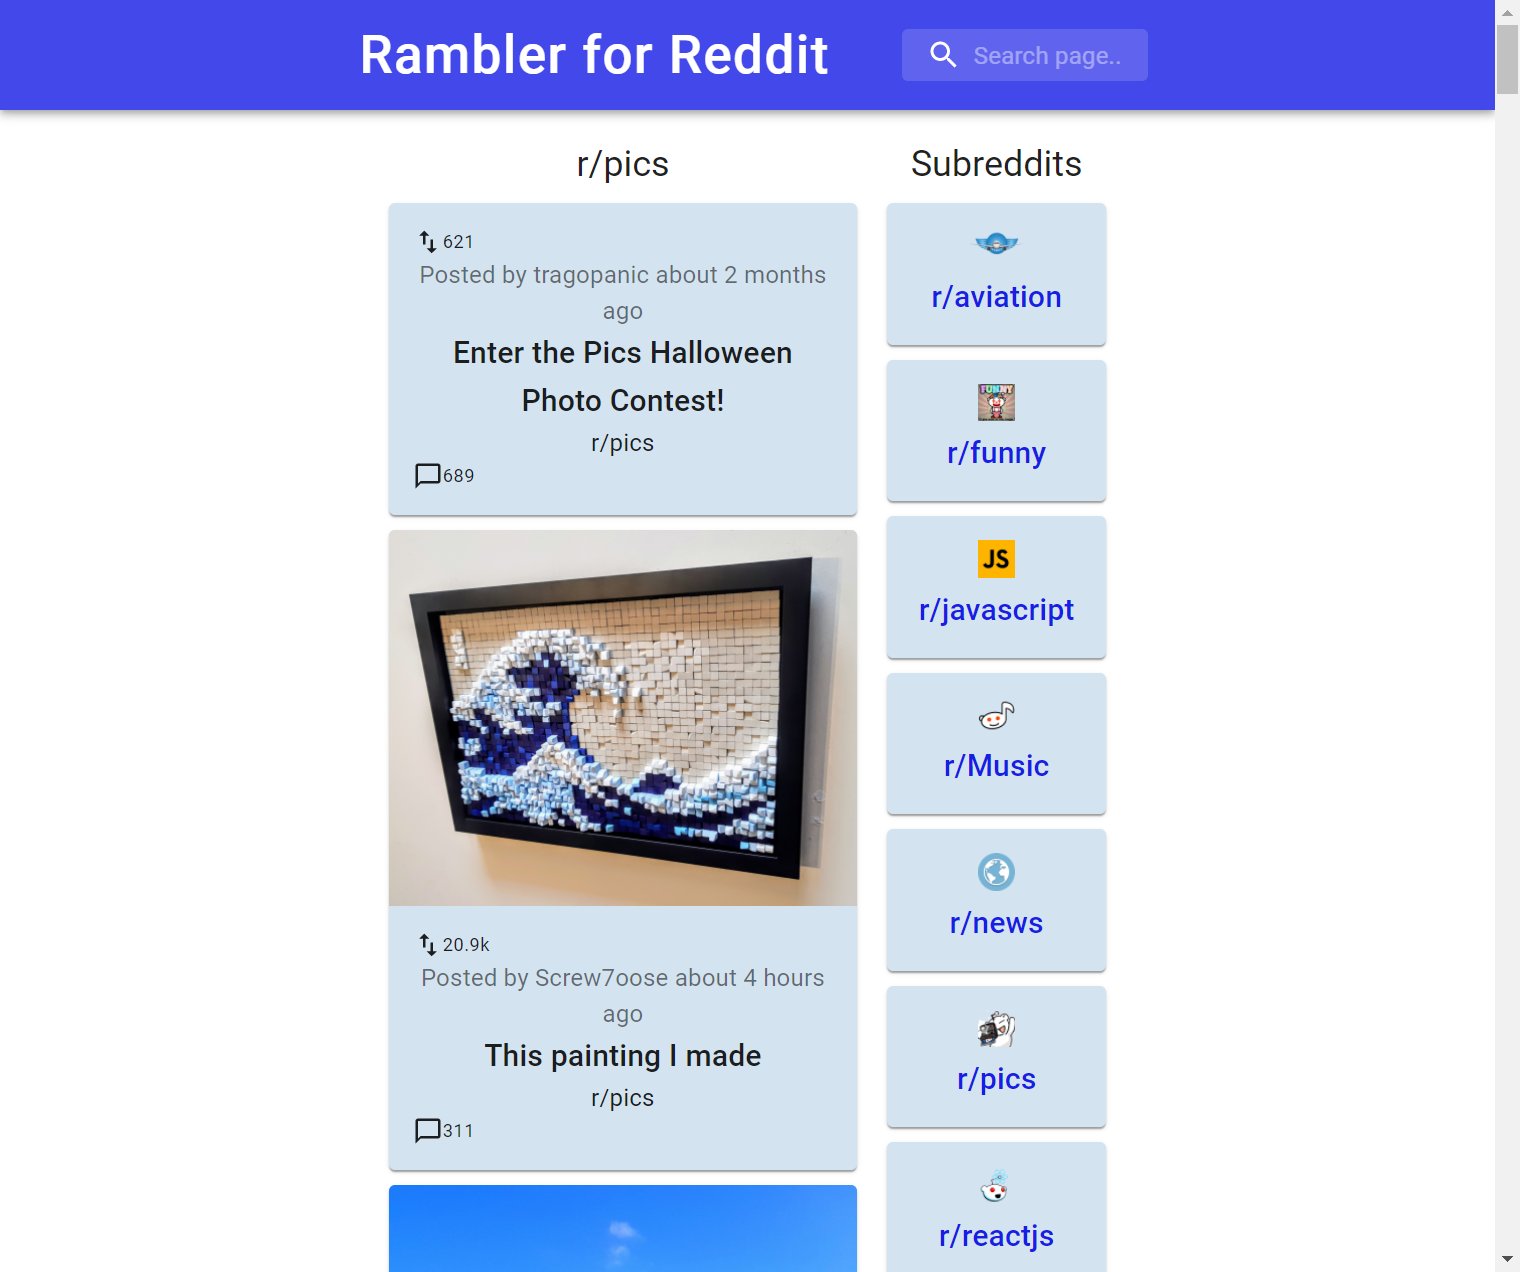 Rambler for Reddit
Search page..
r/pics
621
Posted by tragopanic about 2 months
ago
Enter the Pics Halloween
Photo Contest!
r/pics
689
20.9k
Posted by Screw7oose about 4 hours
ago
This painting I made
r/pics
311
Subreddits
r/aviation
FUNNY
r/funny
JS
r/javascript
r/Music
r/news
r/pics
r/reactjs